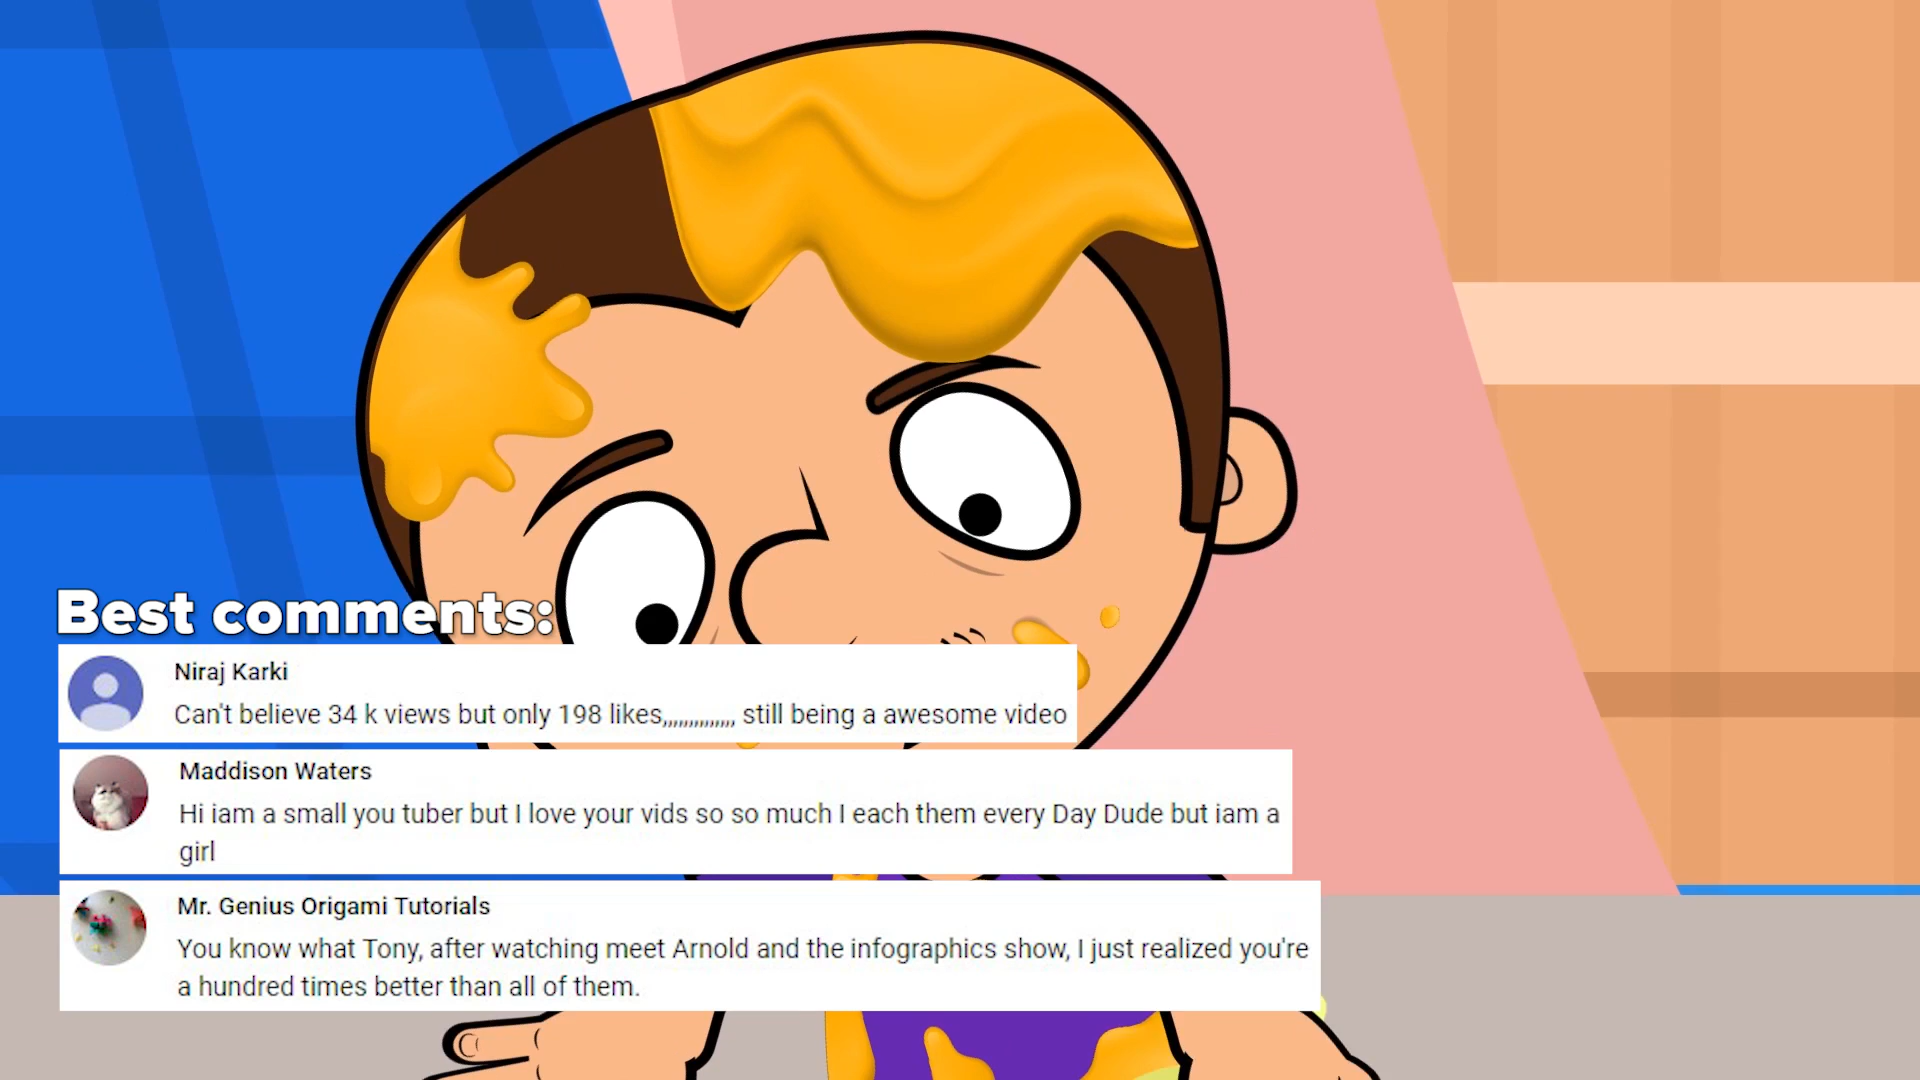 Best comments:
Niraj Karki
Can't believe 34 k views but only 198 likes,,,,,,,,,,,,,, still being a awesome video
Maddison Waters
Hi iam a small you tuber but I love your vids so so much I each them every Day Dude but iam a
girl
Mr. Genius Origami Tutorials
You know what Tony, after watching meet Arnold and the infographics show, I just realized you're
a hundred times better than all of them.